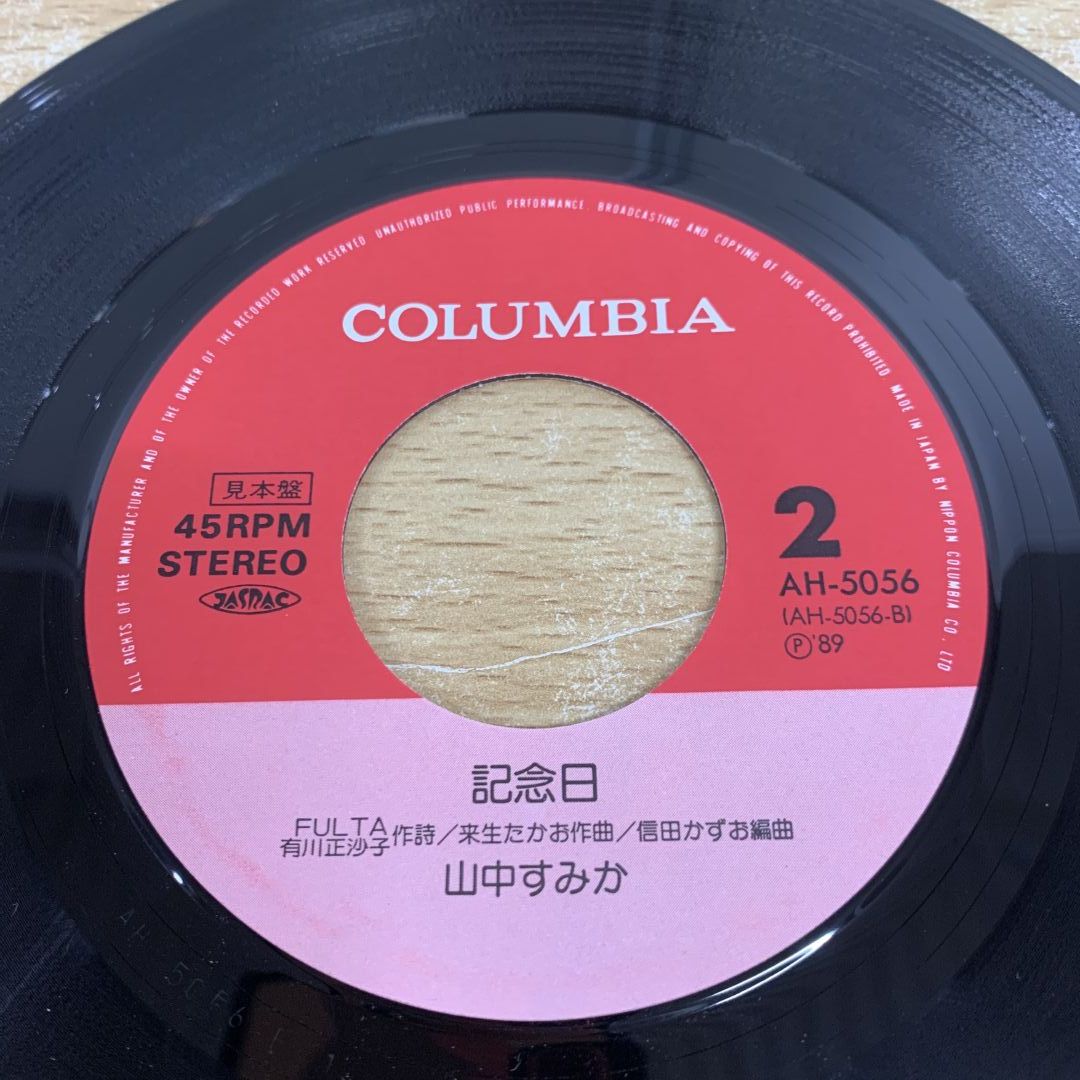 ALL RIGHTS OF THE MANUFACTURER AND OF THE OWNER OF THE RECORDED WORK RESERVED. UNAUTHORIZED PUBLIC PERFORMANCE. BROADCASTING AND COPYING OF THIS RECORD PROHIBITED. MADE IN JAPAN BY NIPPON COLUMBIA CO., LTD
COLUMBIA
見本盤
45RPM
STEREO
JASRAC
2
AH-5056
(AH-5056-B)
Ⓟ'89
記念日
FULTA
有川正沙子作詩/来生たかお作曲/信田かずお編曲
山中すみか